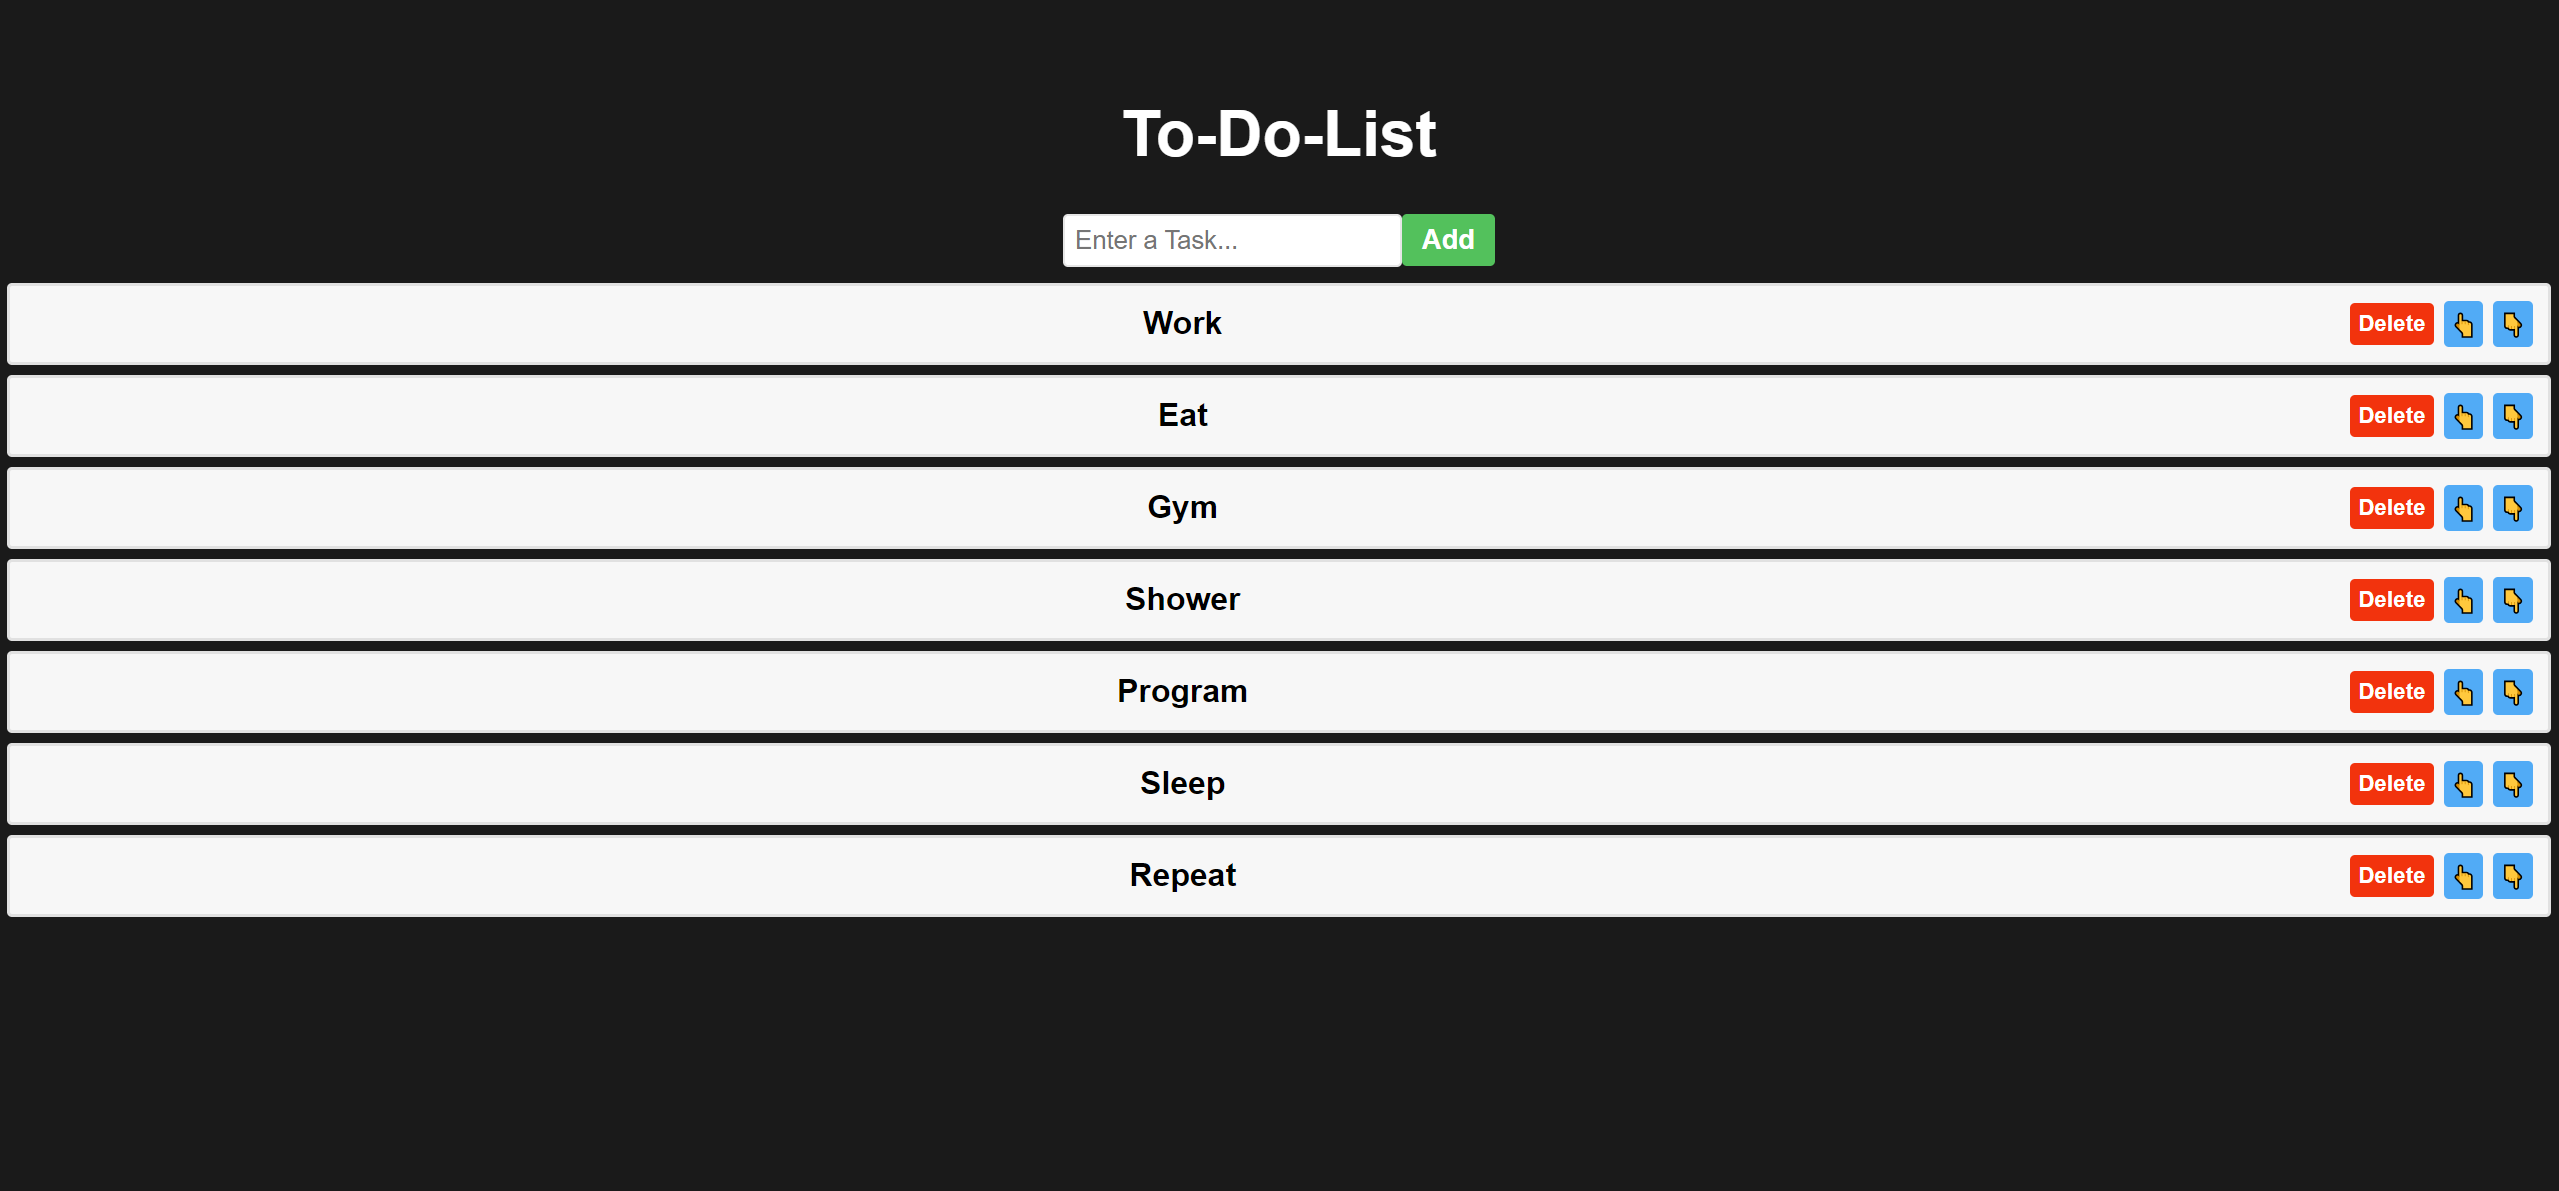 To-Do-List
Enter a Task... Add
Work Delete 👆 👇
Eat Delete 👆 👇
Gym Delete 👆 👇
Shower Delete 👆 👇
Program Delete 👆 👇
Sleep Delete 👆 👇
Repeat Delete 👆 👇